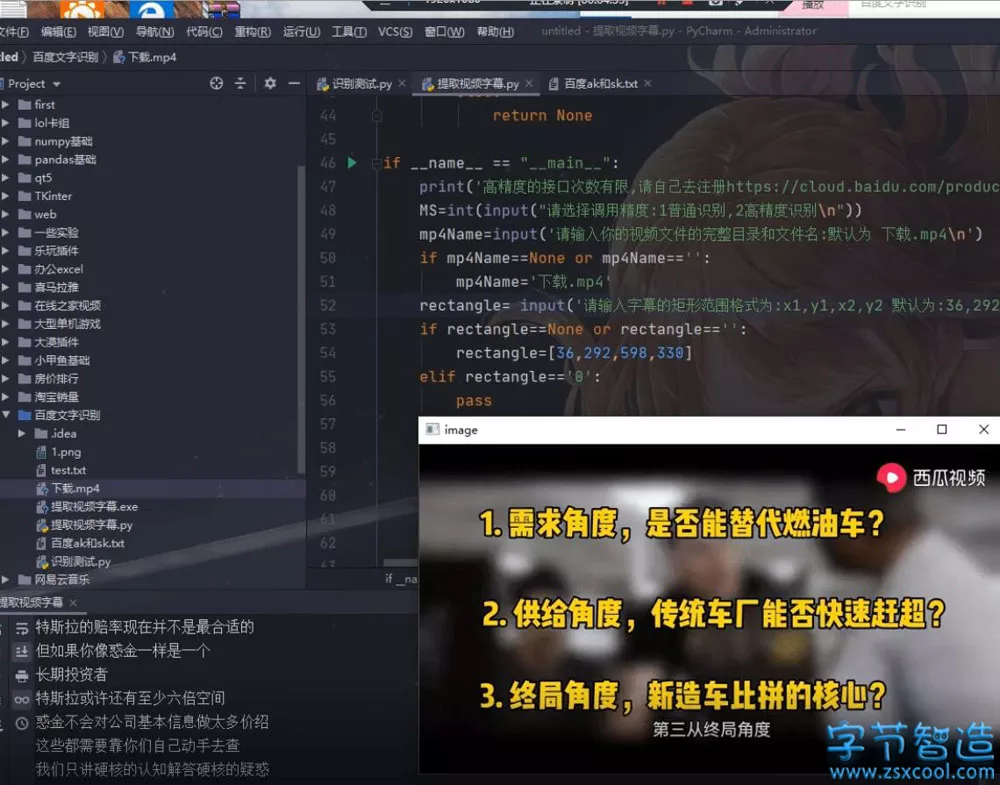 百度文字识别
文件(F) 编辑(E) 视图(V) 导航(N) 代码(C) 重构(R) 运行(U) 工具(T) VCS(S) 窗口(W) 帮助(H) untitled - 提取视频字幕.py - PyCharm - Administrator
tled 百度文字识别 下载.mp4
Project 识别测试.py 提取视频字幕.py 百度ak和sk.txt
first
lol卡组
numpy基础
pandas基础
qt5
TKinter
web
一些实验
乐玩插件
办公excel
喜马拉雅
在线之家视频
大型单机游戏
大漠插件
小甲鱼基础
房价排行
淘宝销量
百度文字识别
.idea
1.png
test.txt
下载.mp4
提取视频字幕.exe
提取视频字幕.py
百度ak和sk.txt
识别测试.py
网易云音乐
44 return None
45
46 if __name__ == "__main__":
47 print('高精度的接口次数有限,请自己去注册https://cloud.baidu.com/produc
48 MS=int(input("请选择调用精度:1普通识别,2高精度识别\n"))
49 mp4Name=input('请输入你的视频文件的完整目录和文件名:默认为 下载.mp4\n')
50 if mp4Name==None or mp4Name=='':
51 mp4Name='下载.mp4'
52 rectangle= input('请输入字幕的矩形范围格式为:x1,y1,x2,y2 默认为:36,292
53 if rectangle==None or rectangle=='':
54 rectangle=[36,292,598,330]
55 elif rectangle=='0':
56 pass
57
58
59
60
61
62
63
if __na
提取视频字幕
特斯拉的赔率现在并不是最合适的
但如果你像惑金一样是一个
长期投资者
特斯拉或许还有至少六倍空间
惑金不会对公司基本信息做太多介绍
这些都需要靠你们自己动手去查
我们只讲硬核的认知解答硬核的疑惑
image
西瓜视频
1.需求角度，是否能替代燃油车？
2.供给角度，传统车厂能否快速赶超？
3.终局角度，新造车比拼的核心？
第三从终局角度
字节智造
www.zsxcool.com